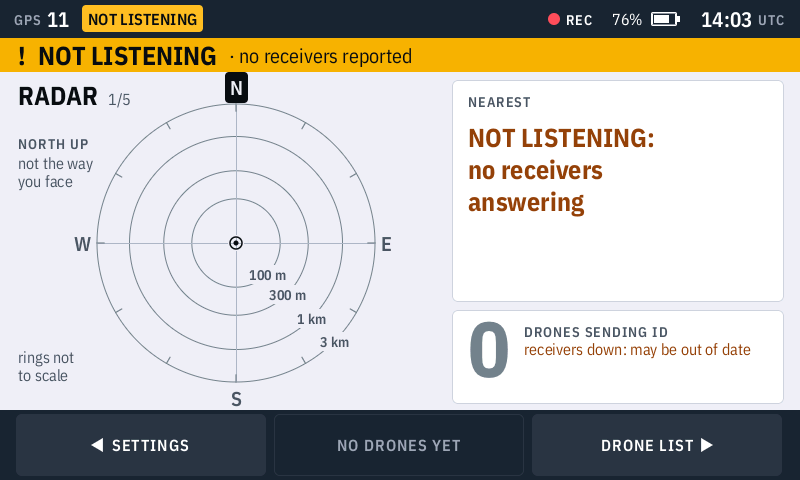 GPS 11 NOT LISTENING REC 76% 14:03 UTC
! NOT LISTENING · no receivers reported
RADAR 1/5
N
NORTH UP
not the way
you face
W
E
100 m
300 m
1 km
3 km
rings not
to scale
S
NEAREST
NOT LISTENING:
no receivers
answering
0
DRONES SENDING ID
receivers down: may be out of date
SETTINGS
NO DRONES YET
DRONE LIST